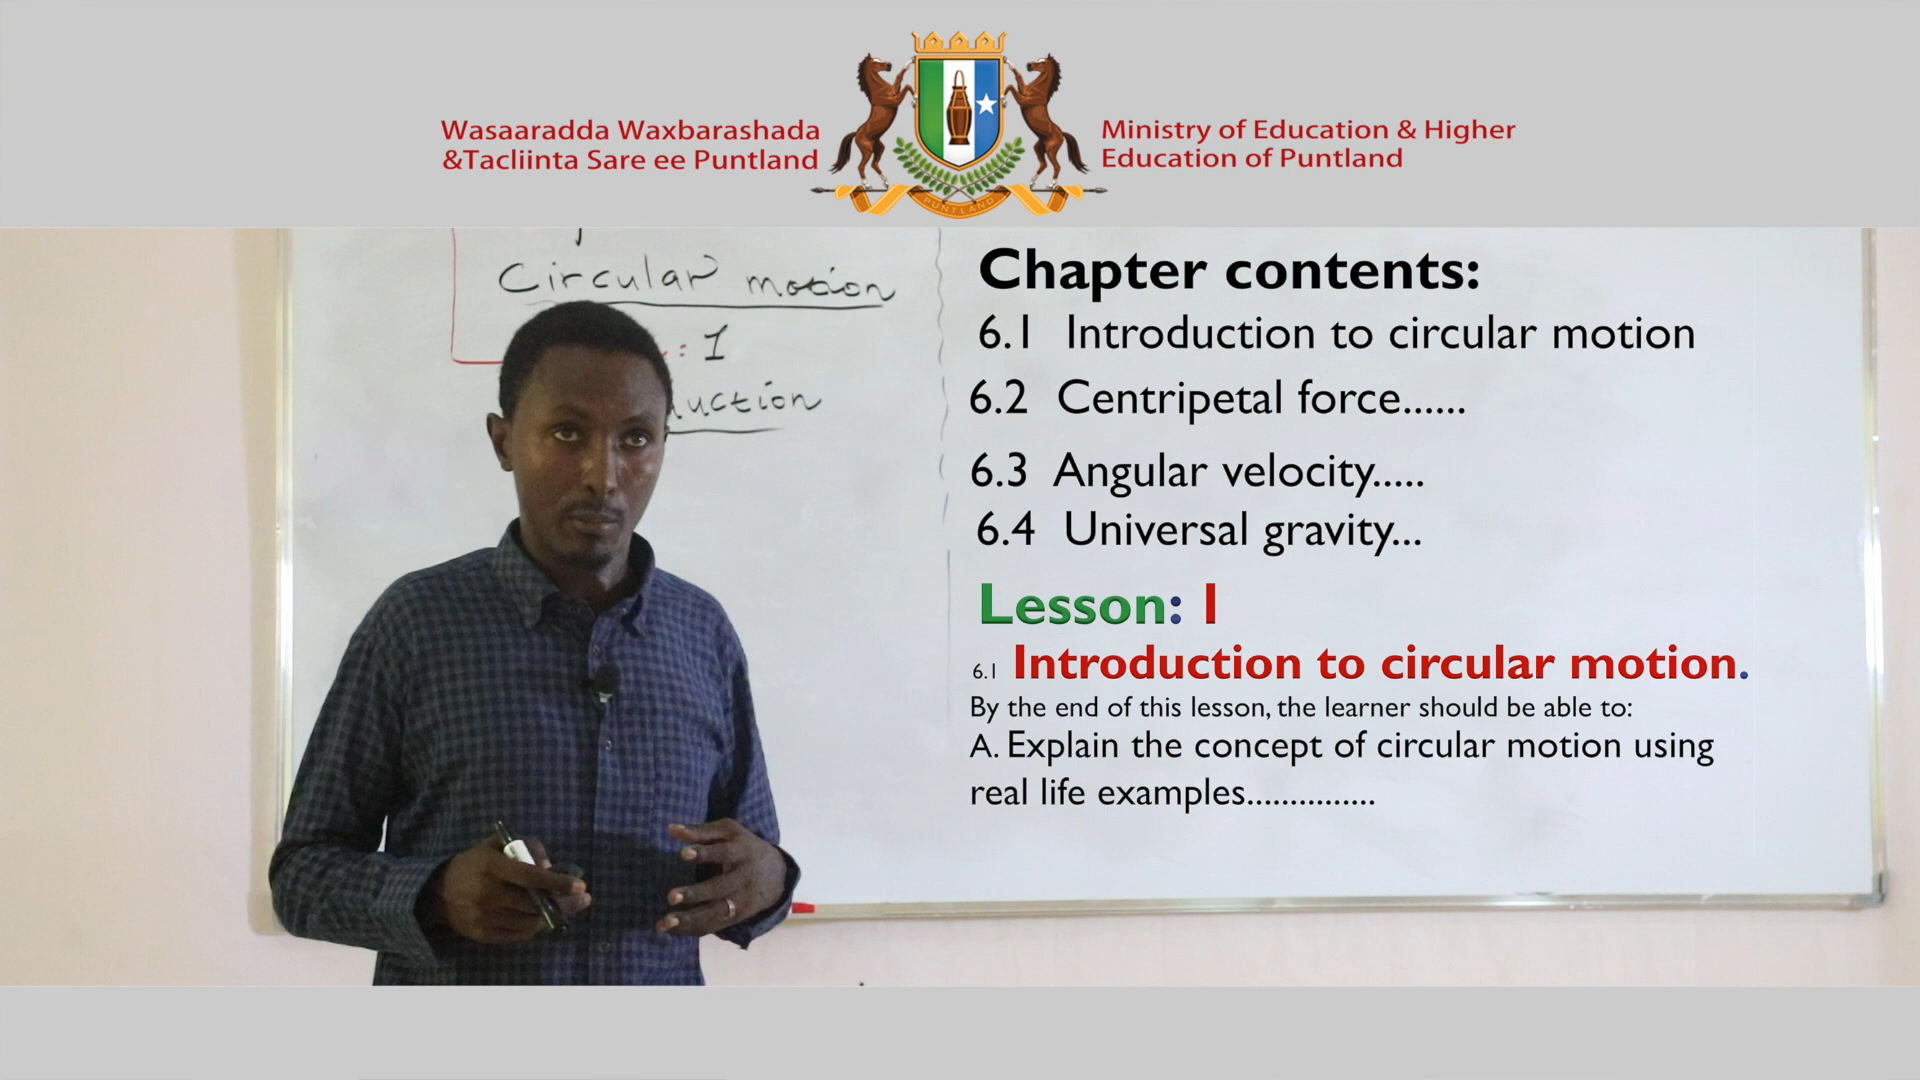 Wasaaradda Waxbarashada
&Tacliinta Sare ee Puntland
PUNTLAND
Ministry of Education & Higher
Education of Puntland
Circular motion
: 1
uction
Chapter contents:
6.1 Introduction to circular motion
6.2 Centripetal force......
6.3 Angular velocity.....
6.4 Universal gravity...
Lesson: 1
6.1 Introduction to circular motion.
By the end of this lesson, the learner should be able to:
A. Explain the concept of circular motion using
real life examples...............